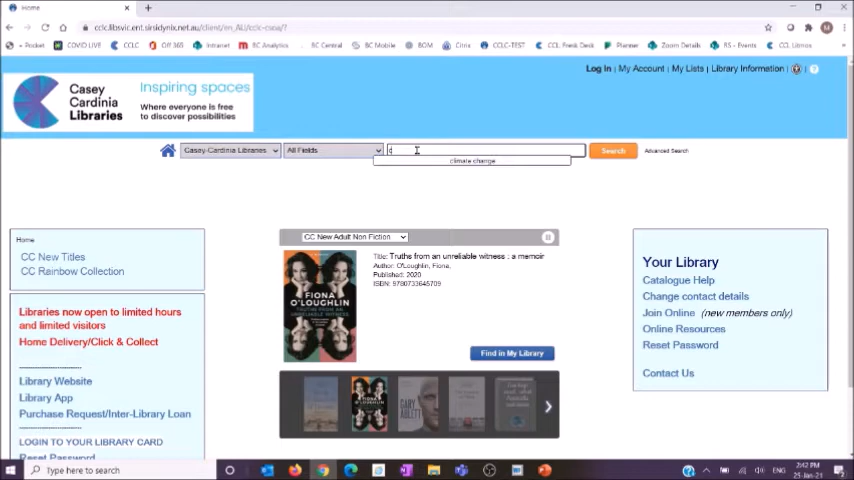 Home
cclc.libsvic.ent.sirsidynix.net.au/client/en_AU/cclc-csea/?
Pocket COVID LIVE CCLC Off 365 Intranet BC Analytics BC Central BC Mobile BOM Citrix CCLC-TEST CCL Fresk Desk Planner Zoom Details RS - Events CCL Litmos
Log In | My Account | My Lists | Library Information
Casey Cardinia Libraries
Inspiring spaces
Where everyone is free to discover possibilities
Casey-Cardinia Libraries All Fields c Search Advanced Search
climate change
Home
CC New Titles
CC Rainbow Collection
Libraries now open to limited hours
and limited visitors
Home Delivery/Click & Collect
Library Website
Library App
Purchase Request/Inter-Library Loan
LOGIN TO YOUR LIBRARY CARD
Reset Password
CC New Adult Non Fiction
FIONA
O'LOUGHLIN
Title: Truths from an unreliable witness : a memoir
Author: O'Loughlin, Fiona,
Published: 2020
ISBN: 9780733645709
Find in My Library
GARY
ABLETT
Your Library
Catalogue Help
Change contact details
Join Online (new members only)
Online Resources
Reset Password
Contact Us
Type here to search
2:42 PM
25-Jan-21